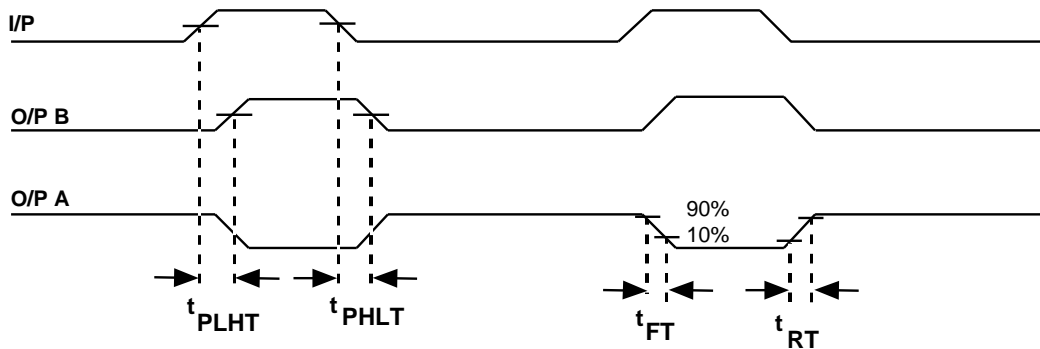 I/P
O/P B
O/P A
90%
10%
tPLHT
tPHLT
tFT
tRT